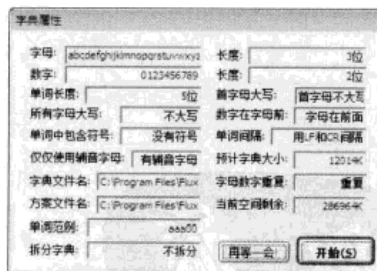 字典属性
字母: abcdefghijklmnopqrstuvwxyz 长度: 3位
数字: 0123456789 长度: 2位
单词长度: 5位 首字母大写: 首字母不大写
所有字母大写: 不大写 数字在字母前: 字母在前面
单词中包含符号: 没有符号 单词间隔: 用LF和CR间隔
仅仅使用辅音字母: 有辅音字母 预计字典大小: 12014K
字典文件名: C:\Program Files\Flux 字母数字重复: 重复
方案文件名: C:\Program Files\Flux 当前空间剩余: 286964K
单词范例: aaa00
拆分字典: 不拆分 再等一会 开始(S)